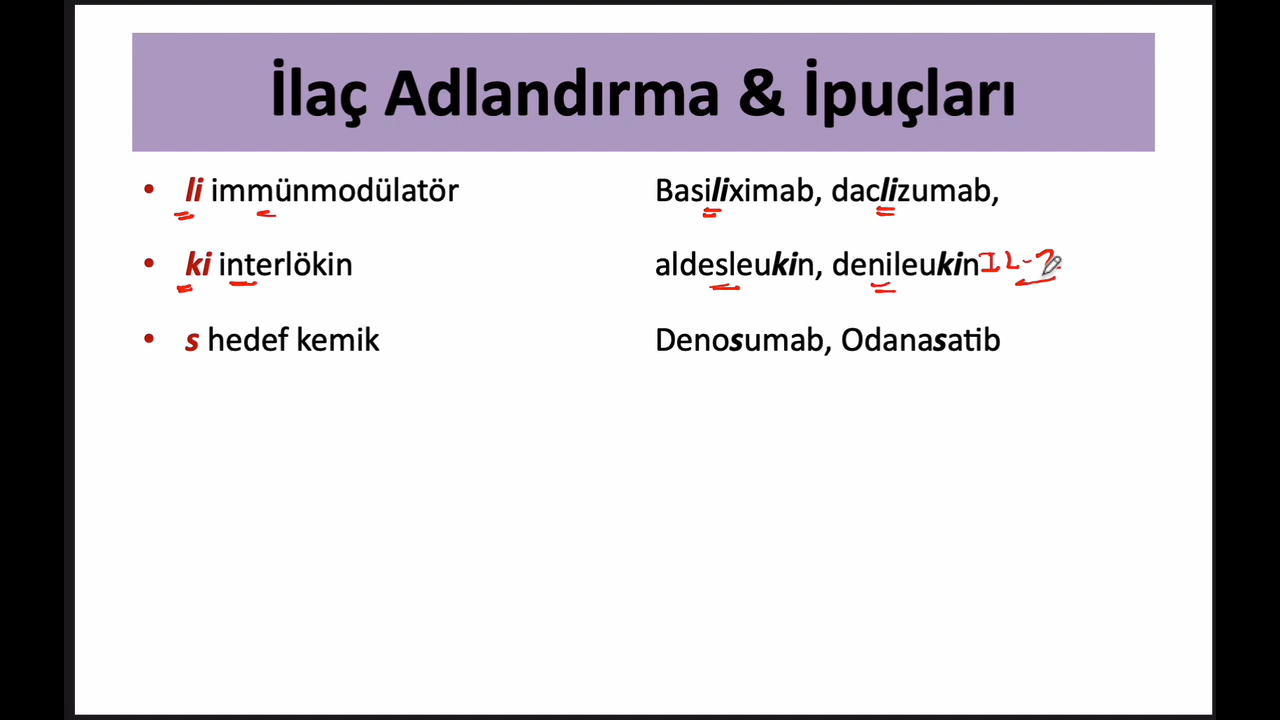 İlaç Adlandırma & İpuçları
• li immünmodülatör Basiliximab, daclizumab,
• ki interlökin aldesleukin, denileukin IL-2
• s hedef kemik Denosumab, Odanasatib